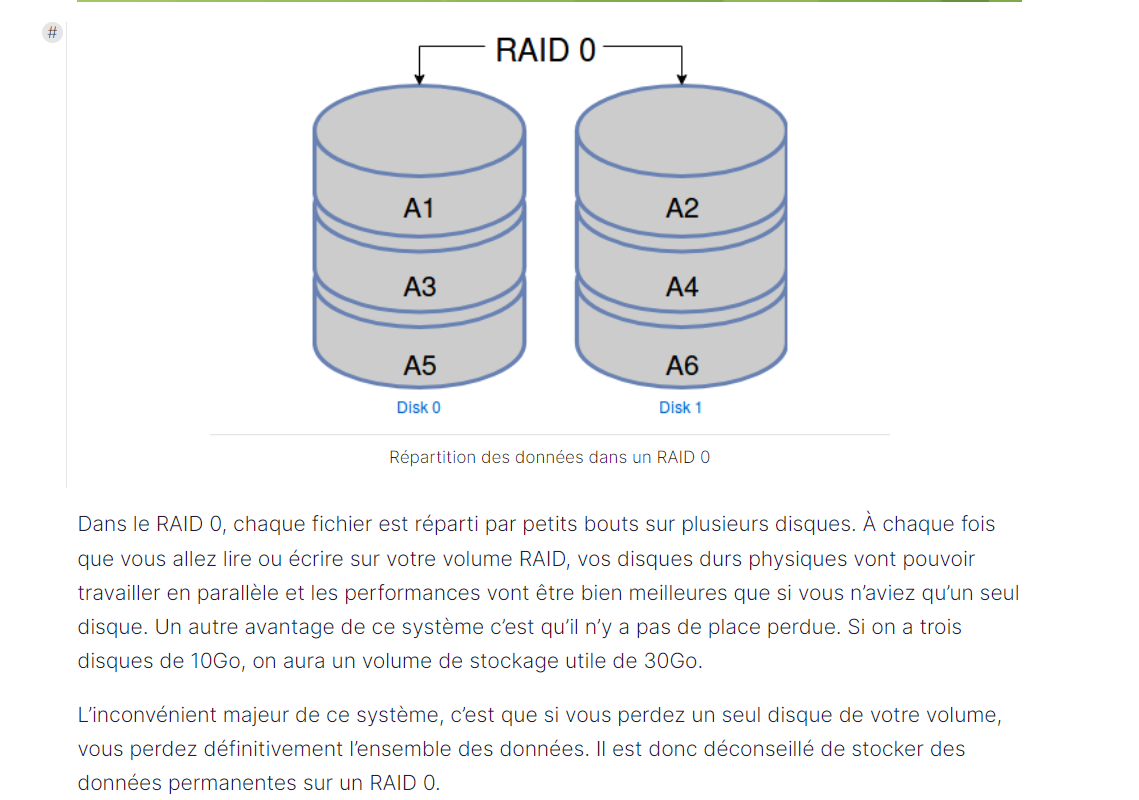 #
RAID 0
A1
A2
A3
A4
A5
A6
Disk 0
Disk 1
Répartition des données dans un RAID 0
Dans le RAID 0, chaque fichier est réparti par petits bouts sur plusieurs disques. À chaque fois
que vous allez lire ou écrire sur votre volume RAID, vos disques durs physiques vont pouvoir
travailler en parallèle et les performances vont être bien meilleures que si vous n’aviez qu’un seul
disque. Un autre avantage de ce système c’est qu’il n’y a pas de place perdue. Si on a trois
disques de 10Go, on aura un volume de stockage utile de 30Go.
L’inconvénient majeur de ce système, c’est que si vous perdez un seul disque de votre volume,
vous perdez définitivement l’ensemble des données. Il est donc déconseillé de stocker des
données permanentes sur un RAID 0.